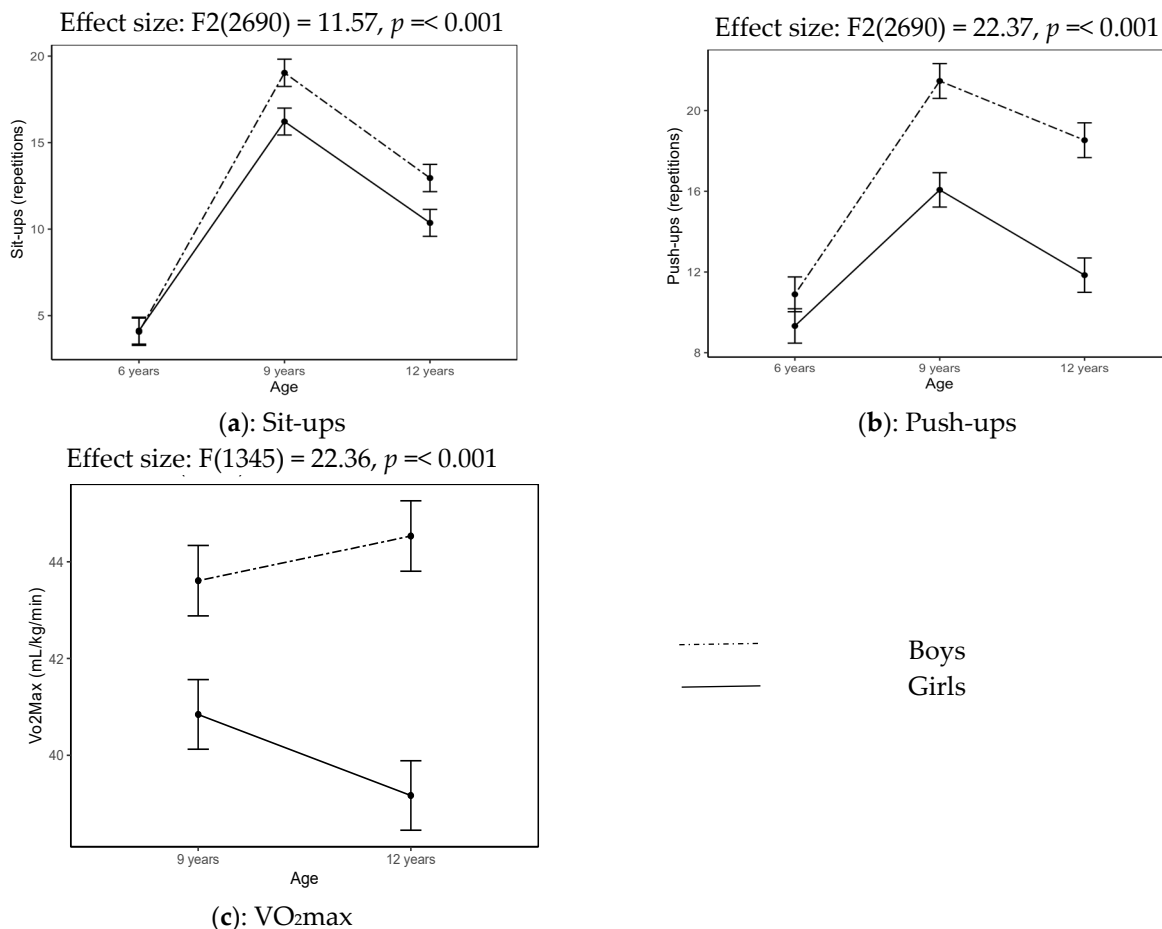 Effect size: F2(2690) = 11.57, p =< 0.001
20
15
10
5
Sit-ups (repetitions)
6 years
9 years
12 years
Age
(a): Sit-ups
Effect size: F2(2690) = 22.37, p =< 0.001
20
16
12
8
Push-ups (repetitions)
6 years
9 years
12 years
Age
(b): Push-ups
Effect size: F(1345) = 22.36, p =< 0.001
44
42
40
Vo2Max (mL/kg/min)
9 years
12 years
Age
(c): VO₂max
Boys
Girls